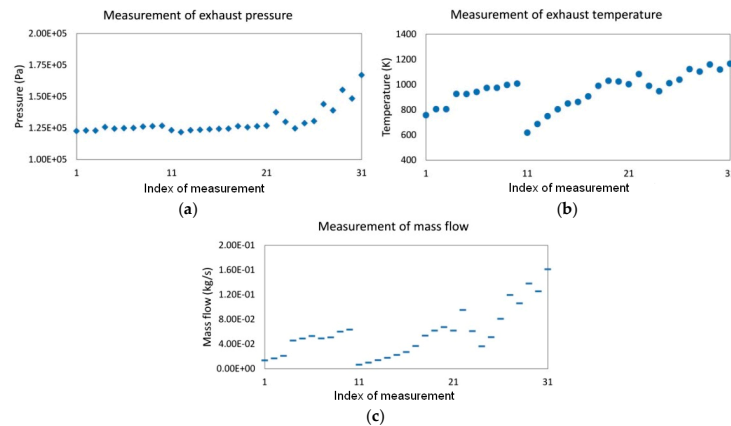 Measurement of exhaust pressure
Pressure (Pa)
2.00E+05
1.75E+05
1.50E+05
1.25E+05
1.00E+05
1 11 21 31
Index of measurement
(a)
Measurement of exhaust temperature
Temperature (K)
1400
1200
1000
800
600
400
1 11 21 3
Index of measurement
(b)
Measurement of mass flow
Mass flow (kg/s)
2.00E-01
1.60E-01
1.20E-01
8.00E-02
4.00E-02
0.00E+00
1 11 21 31
Index of measurement
(c)